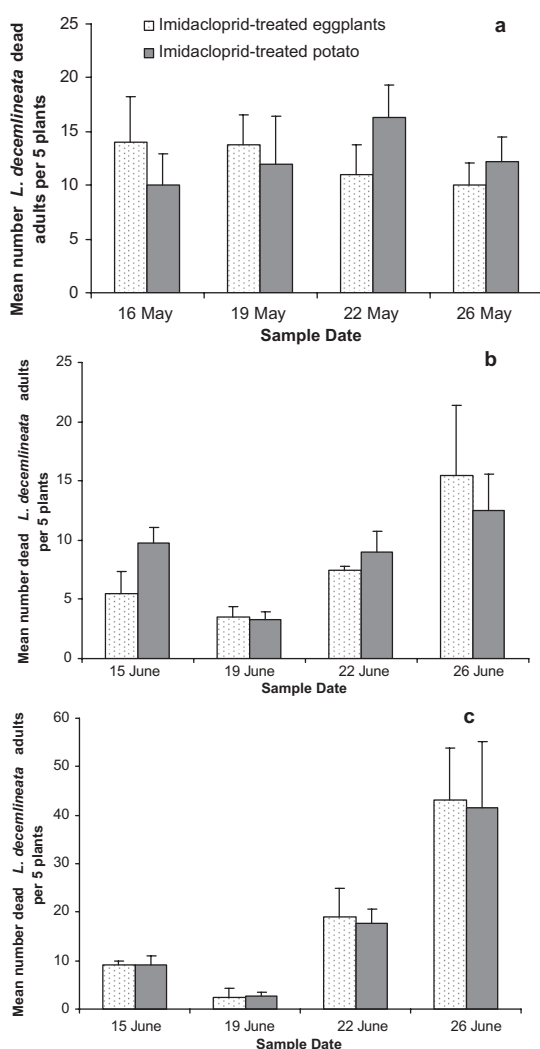 Imidacloprid-treated eggplants
Imidacloprid-treated potato
a
Mean number L. decemlineata dead
adults per 5 plants
25
20
15
10
5
0
16 May
19 May
22 May
26 May
Sample Date
b
Mean number dead L. decemlineata adults
per 5 plants
25
20
15
10
5
0
15 June
19 June
22 June
26 June
Sample Date
c
Mean number dead L. decemlineata adults
per 5 plants
60
50
40
30
20
10
0
15 June
19 June
22 June
26 June
Sample Date